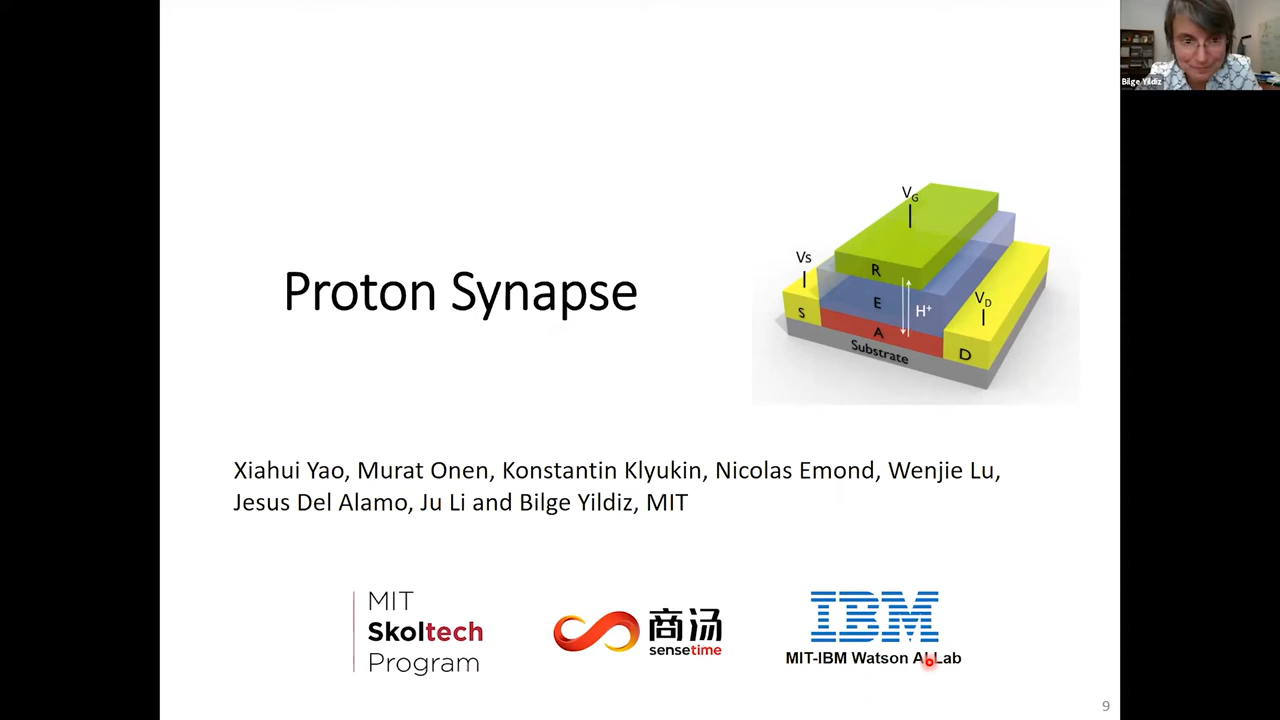 Bilge Yildiz
V_G
Vs
R
E
H⁺
V_D
S
A
Substrate
D
Proton Synapse
Xiahui Yao, Murat Onen, Konstantin Klyukin, Nicolas Emond, Wenjie Lu,
Jesus Del Alamo, Ju Li and Bilge Yildiz, MIT
MIT
Skoltech
Program
商汤
sensetime
IBM
MIT-IBM Watson AI Lab
9